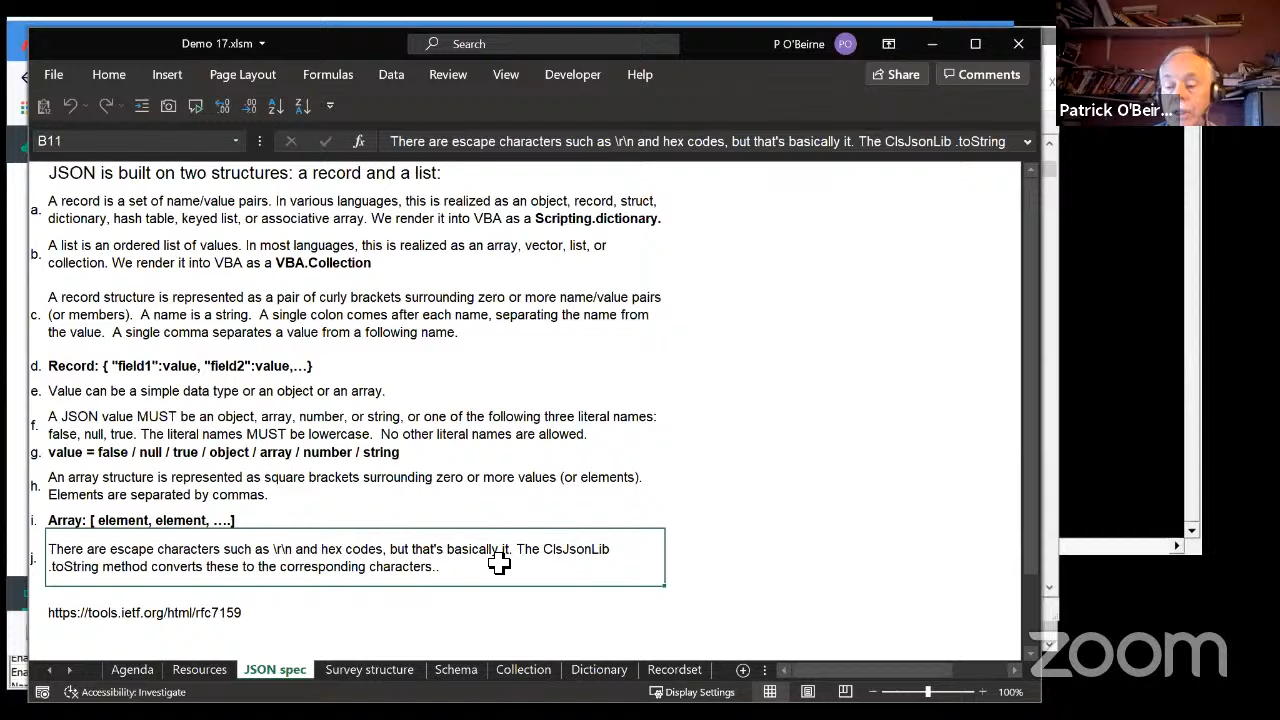 Demo 17.xlsm
Search
P O'Beirne
PO
File Home Insert Page Layout Formulas Data Review View Developer Help
Share
Comments
B11
fx
There are escape characters such as \r\n and hex codes, but that's basically it. The ClsJsonLib .toString
JSON is built on two structures: a record and a list:
a.
A record is a set of name/value pairs. In various languages, this is realized as an object, record, struct,
dictionary, hash table, keyed list, or associative array. We render it into VBA as a Scripting.dictionary.
b.
A list is an ordered list of values. In most languages, this is realized as an array, vector, list, or
collection. We render it into VBA as a VBA.Collection
c.
A record structure is represented as a pair of curly brackets surrounding zero or more name/value pairs
(or members).  A name is a string.  A single colon comes after each name, separating the name from
the value.  A single comma separates a value from a following name.
d. Record: { "field1":value, "field2":value,…}
e. Value can be a simple data type or an object or an array.
f.
A JSON value MUST be an object, array, number, or string, or one of the following three literal names:
false, null, true. The literal names MUST be lowercase.  No other literal names are allowed.
g. value = false / null / true / object / array / number / string
h.
An array structure is represented as square brackets surrounding zero or more values (or elements).
Elements are separated by commas.
i. Array: [ element, element, ….]
j.
There are escape characters such as \r\n and hex codes, but that's basically it. The ClsJsonLib
.toString method converts these to the corresponding characters..
https://tools.ietf.org/html/rfc7159
Agenda Resources JSON spec Survey structure Schema Collection Dictionary Recordset
Accessibility: Investigate
Display Settings
100%
Patrick O'Beir...
zoom